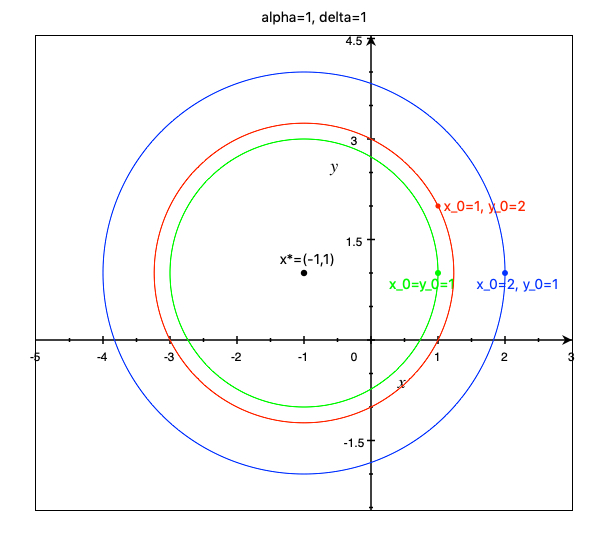 alpha=1, delta=1
4.5
3
y
x_0=1, y_0=2
1.5
x*=(-1,1)
x_0=y_0=1
x_0=2, y_0=1
-5
-4
-3
-2
-1
0
1
2
3
x
-1.5